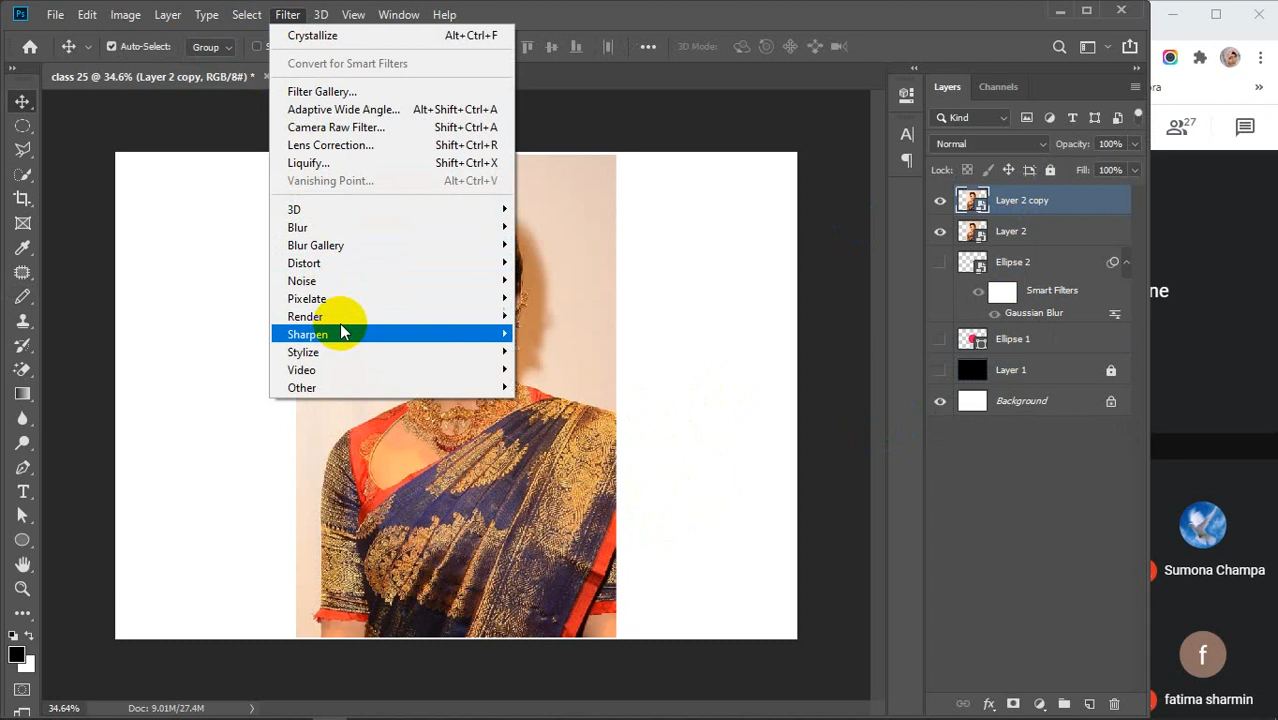 Ps File Edit Image Layer Type Select Filter 3D View Window Help
Auto-Select: Group 3D Mode:
class 25 @ 34.6% (Layer 2 copy, RGB/8#) *
Crystallize Alt+Ctrl+F
Convert for Smart Filters
Filter Gallery...
Adaptive Wide Angle... Alt+Shift+Ctrl+A
Camera Raw Filter... Shift+Ctrl+A
Lens Correction... Shift+Ctrl+R
Liquify... Shift+Ctrl+X
Vanishing Point... Alt+Ctrl+V
3D
Blur
Blur Gallery
Distort
Noise
Pixelate
Render
Sharpen
Stylize
Video
Other
Layers Channels
Kind
Normal Opacity: 100%
Lock: Fill: 100%
Layer 2 copy
Layer 2
Ellipse 2
Smart Filters
Gaussian Blur
Ellipse 1
Layer 1
Background
34.64% Doc: 9.01M/27.4M
ora
27
ne
Sumona Champa
f
fatima sharmin